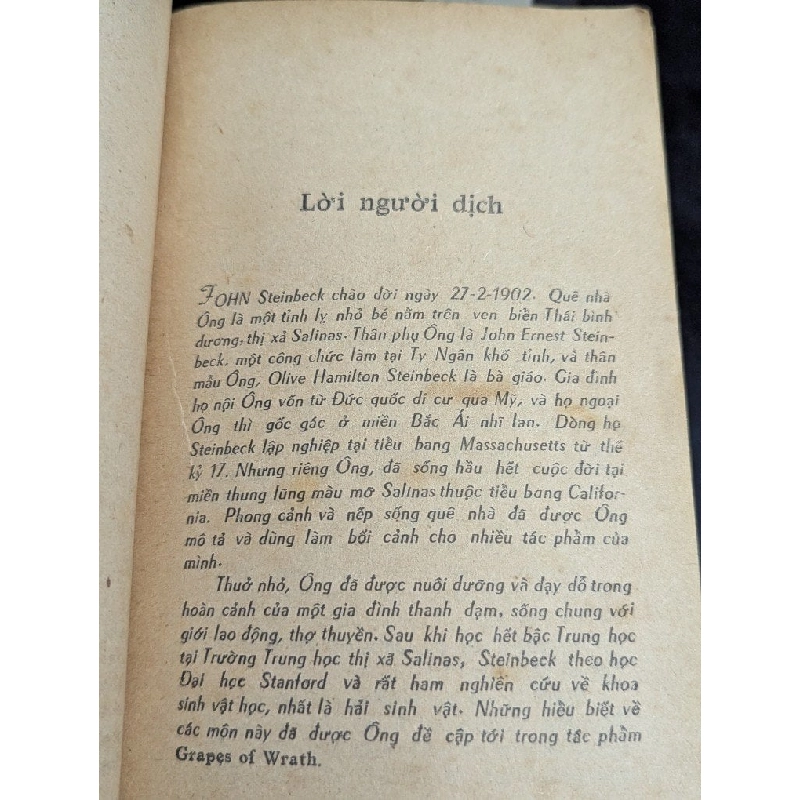 Lời người dịch
JOHN Steinbeck chào đời ngày 27-2-1902. Quê nhà
Ông là một tỉnh lỵ nhỏ bé nằm trên ven biển Thái bình
dương, thị xã Salinas. Thân phụ Ông là John Ernest Stein-
beck, một công chức làm tại Ty Ngân khố tỉnh, và thân
mẫu Ông, Olive Hamilton Steinbeck là bà giáo. Gia đình
họ nội Ông vốn từ Đức quốc di cư qua Mỹ, và họ ngoại
Ông thì gốc gác ở miền Bắc Ái nhĩ lan. Dòng họ
Steinbeck lập nghiệp tại tiểu bang Massachusetts từ thế
kỷ 17. Nhưng riêng Ông, đã sống hầu hết cuộc đời tại
miền thung lũng màu mỡ Salinas thuộc tiểu bang Califor-
nia. Phong cảnh và nếp sống quê nhà đã được Ông
mô tả và dùng làm bối cảnh cho nhiều tác phẩm của
mình.
Thuở nhỏ, Ông đã được nuôi dưỡng và dạy dỗ trong
hoàn cảnh của một gia đình thanh đạm, sống chung với
giới lao động, thợ thuyền. Sau khi học hết bậc Trung học
tại Trường Trung học thị xã Salinas, Steinbeck theo học
Đại học Stanford và rất ham nghiên cứu về khoa
sinh vật học, nhất là hải sinh vật. Những hiểu biết về
các môn này đã được Ông đề cập tới trong tác phẩm
Grapes of Wrath.